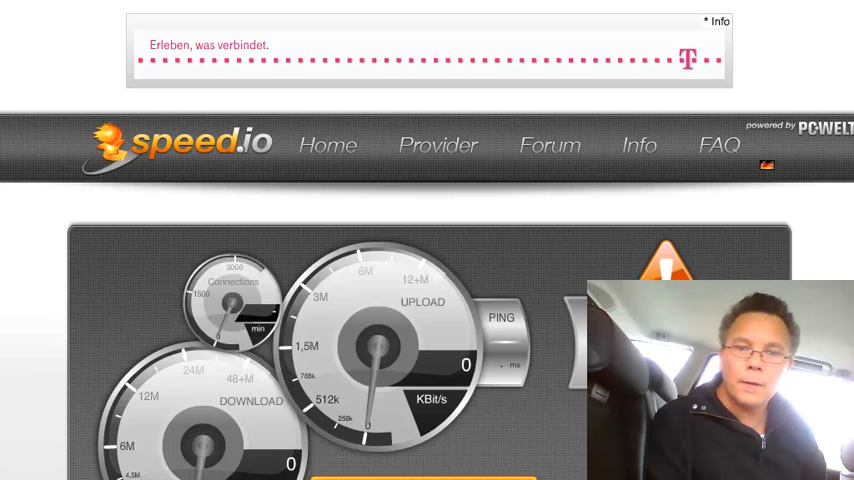 * Info
Erleben, was verbindet.
T
speed.io
Home
Provider
Forum
Info
FAQ
powered by PCWELT
3000
Connections
1500
-
0
min
6M
12+M
3M
UPLOAD
1,5M
0
768k
512k
256k
KBit/s
PING
- ms
24M
48+M
12M
DOWNLOAD
6M
0
4,5M